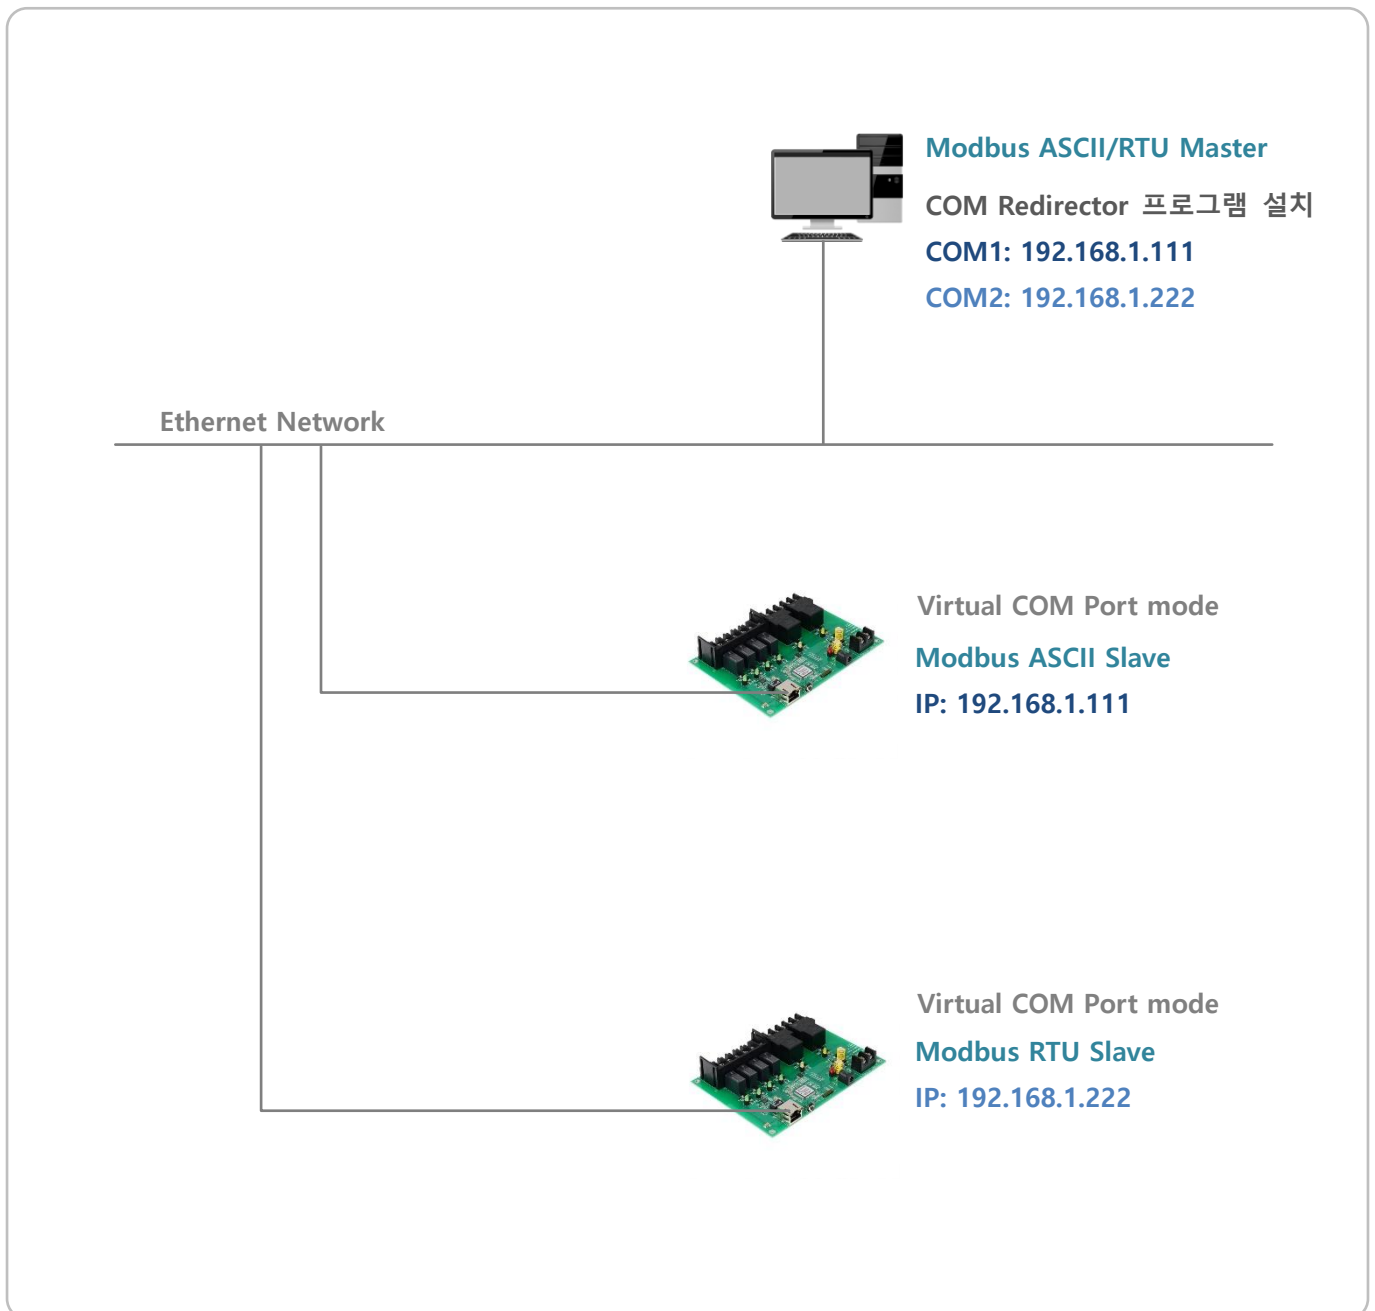 Modbus ASCII/RTU Master
COM Redirector 프로그램 설치
COM1: 192.168.1.111
COM2: 192.168.1.222
Ethernet Network
Virtual COM Port mode
Modbus ASCII Slave
IP: 192.168.1.111
Virtual COM Port mode
Modbus RTU Slave
IP: 192.168.1.222